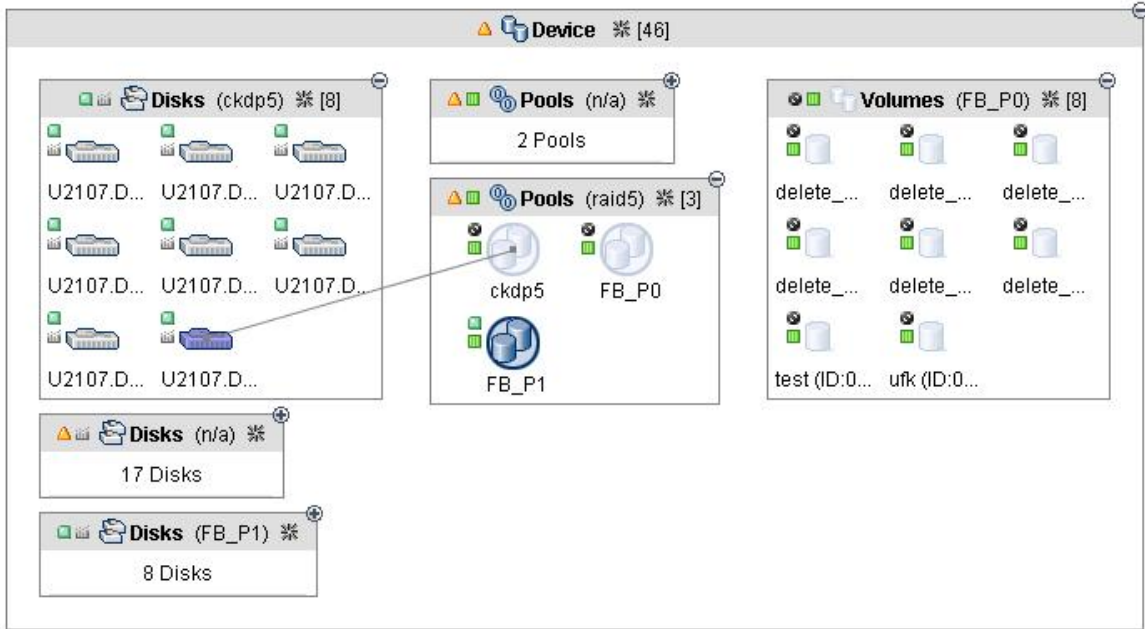 Device [46]
Disks (ckdp5) [8]
U2107.D... U2107.D... U2107.D...
U2107.D... U2107.D... U2107.D...
U2107.D... U2107.D...
Disks (n/a)
17 Disks
Disks (FB_P1)
8 Disks
Pools (n/a)
2 Pools
Pools (raid5) [3]
ckdp5 FB_P0
FB_P1
Volumes (FB_P0) [8]
delete_... delete_... delete_...
delete_... delete_... delete_...
test (ID:0... ufk (ID:0...